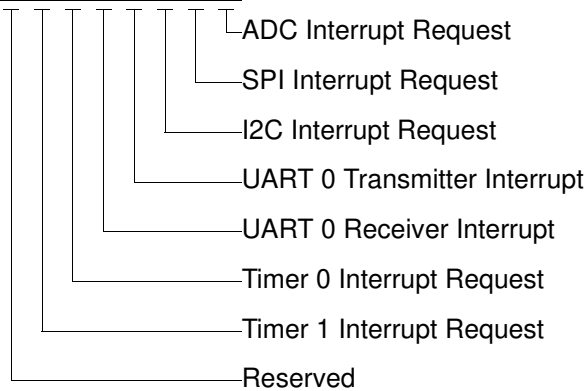 ADC Interrupt Request
SPI Interrupt Request
I2C Interrupt Request
UART 0 Transmitter Interrupt
UART 0 Receiver Interrupt
Timer 0 Interrupt Request
Timer 1 Interrupt Request
Reserved